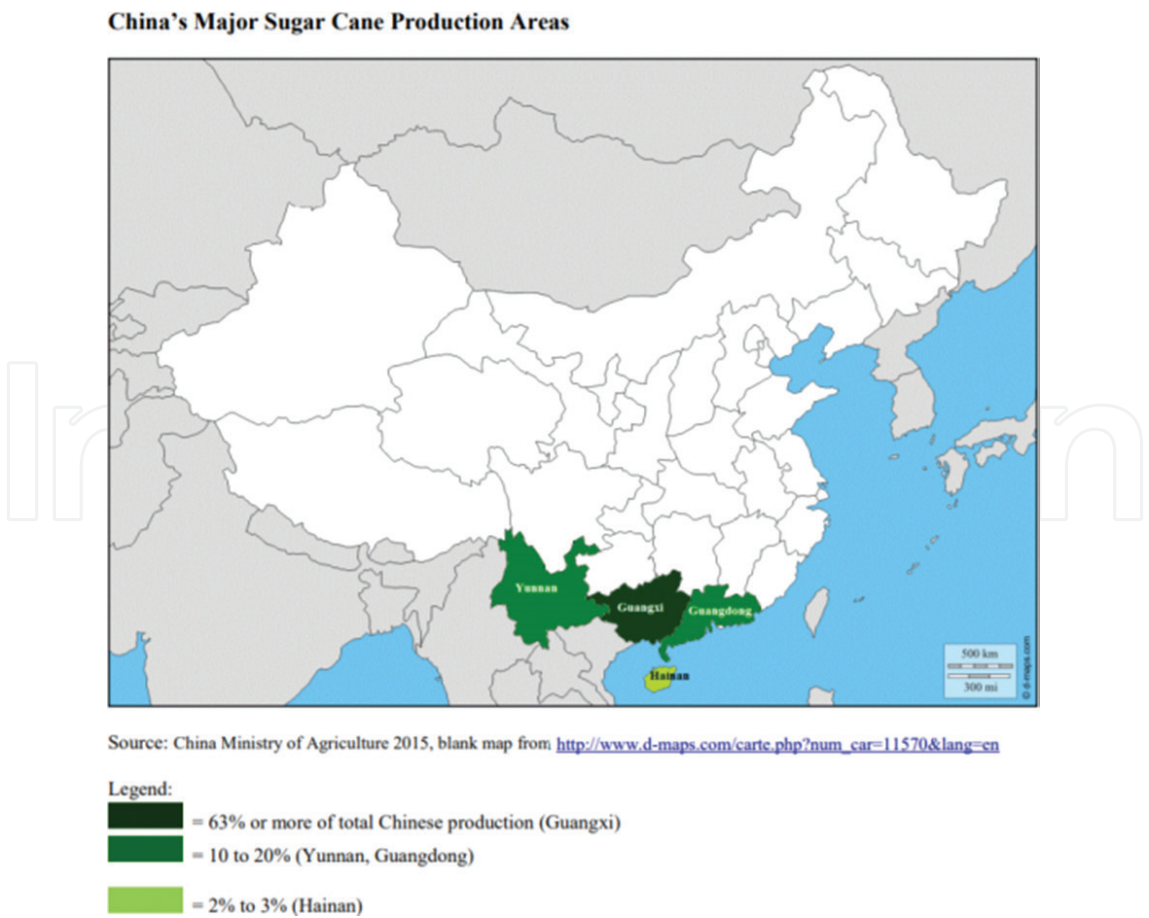 China’s Major Sugar Cane Production Areas
Yunnan
Guangxi
Guangdong
Hainan
500 km
300 mi
© d-maps.com
Source: China Ministry of Agriculture 2015, blank map from http://www.d-maps.com/carte.php?num_car=11570&lang=en
Legend:
= 63% or more of total Chinese production (Guangxi)
= 10 to 20% (Yunnan, Guangdong)
= 2% to 3% (Hainan)